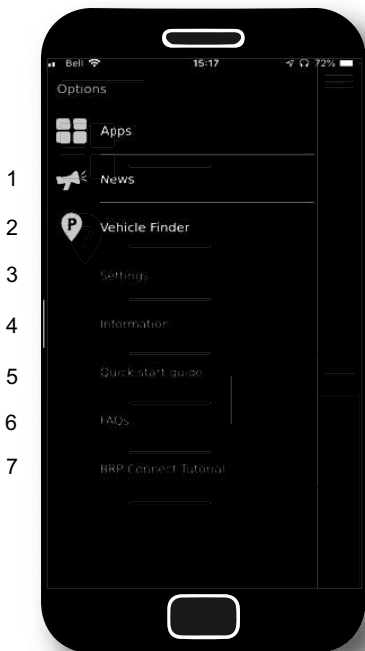 Bell 15:17 72%
Options
Apps
1 News
2 P Vehicle Finder
3 Settings
4 Information
5 Quick start guide
6 FAQs
7 BRP Connect Tutorial